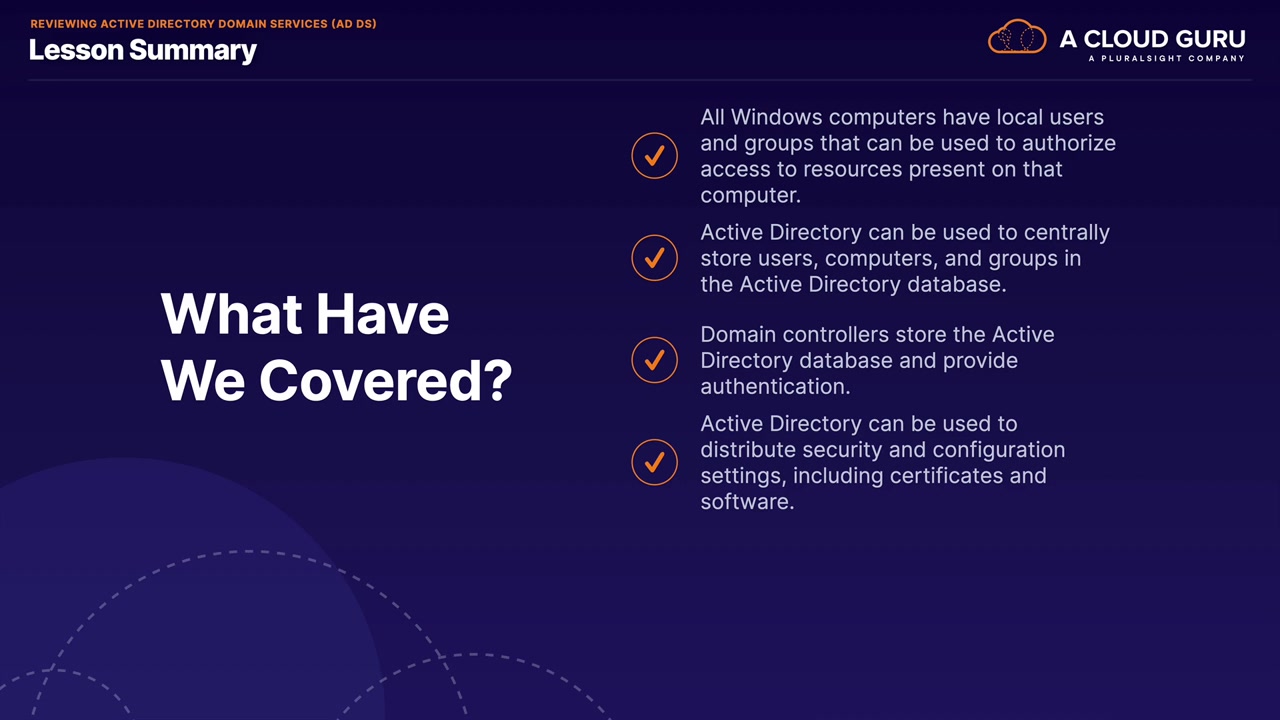 REVIEWING ACTIVE DIRECTORY DOMAIN SERVICES (AD DS)
Lesson Summary
A CLOUD GURU
A PLURALSIGHT COMPANY
What Have
We Covered?
All Windows computers have local users
and groups that can be used to authorize
access to resources present on that
computer.
Active Directory can be used to centrally
store users, computers, and groups in
the Active Directory database.
Domain controllers store the Active
Directory database and provide
authentication.
Active Directory can be used to
distribute security and configuration
settings, including certificates and
software.